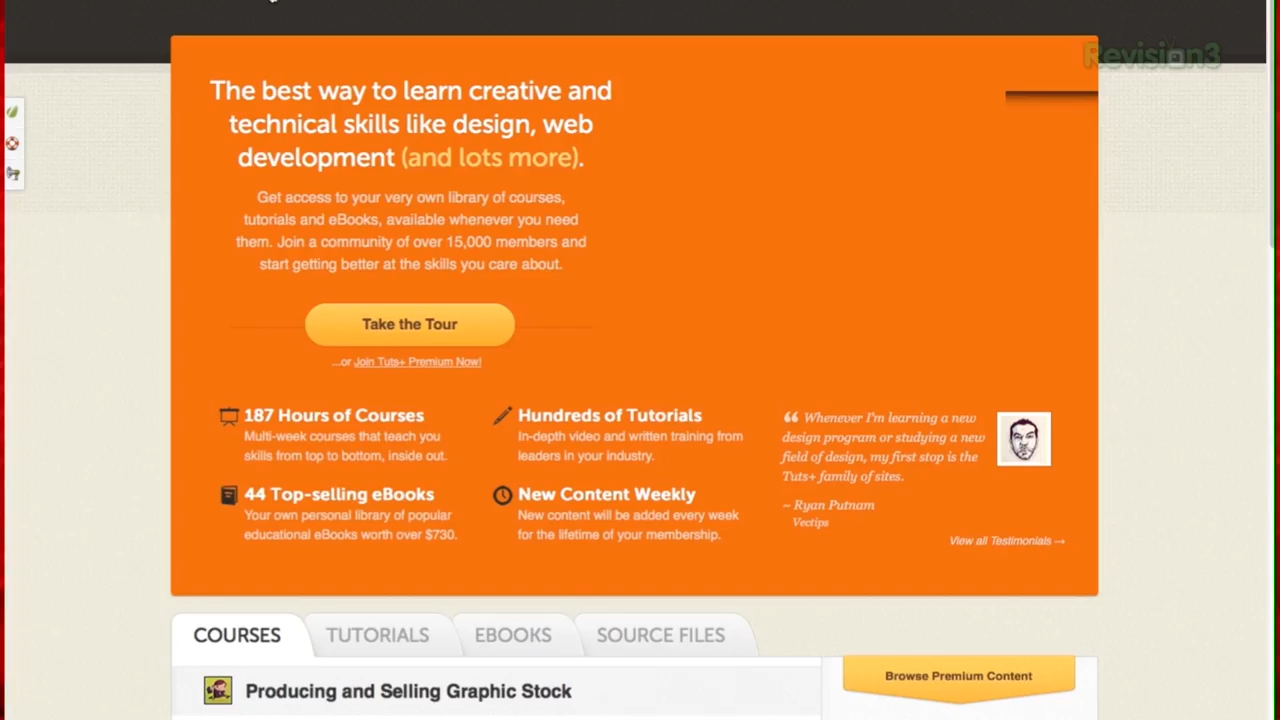 Revision3
The best way to learn creative and
technical skills like design, web
development (and lots more).
Get access to your very own library of courses,
tutorials and eBooks, available whenever you need
them. Join a community of over 15,000 members and
start getting better at the skills you care about.
Take the Tour
...or Join Tuts+ Premium Now!
187 Hours of Courses
Multi-week courses that teach you
skills from top to bottom, inside out.
Hundreds of Tutorials
In-depth video and written training from
leaders in your industry.
44 Top-selling eBooks
Your own personal library of popular
educational eBooks worth over $730.
New Content Weekly
New content will be added every week
for the lifetime of your membership.
“ Whenever I'm learning a new
design program or studying a new
field of design, my first stop is the
Tuts+ family of sites.
~ Ryan Putnam
Vectips
View all Testimonials →
COURSES
TUTORIALS
EBOOKS
SOURCE FILES
Producing and Selling Graphic Stock
Browse Premium Content